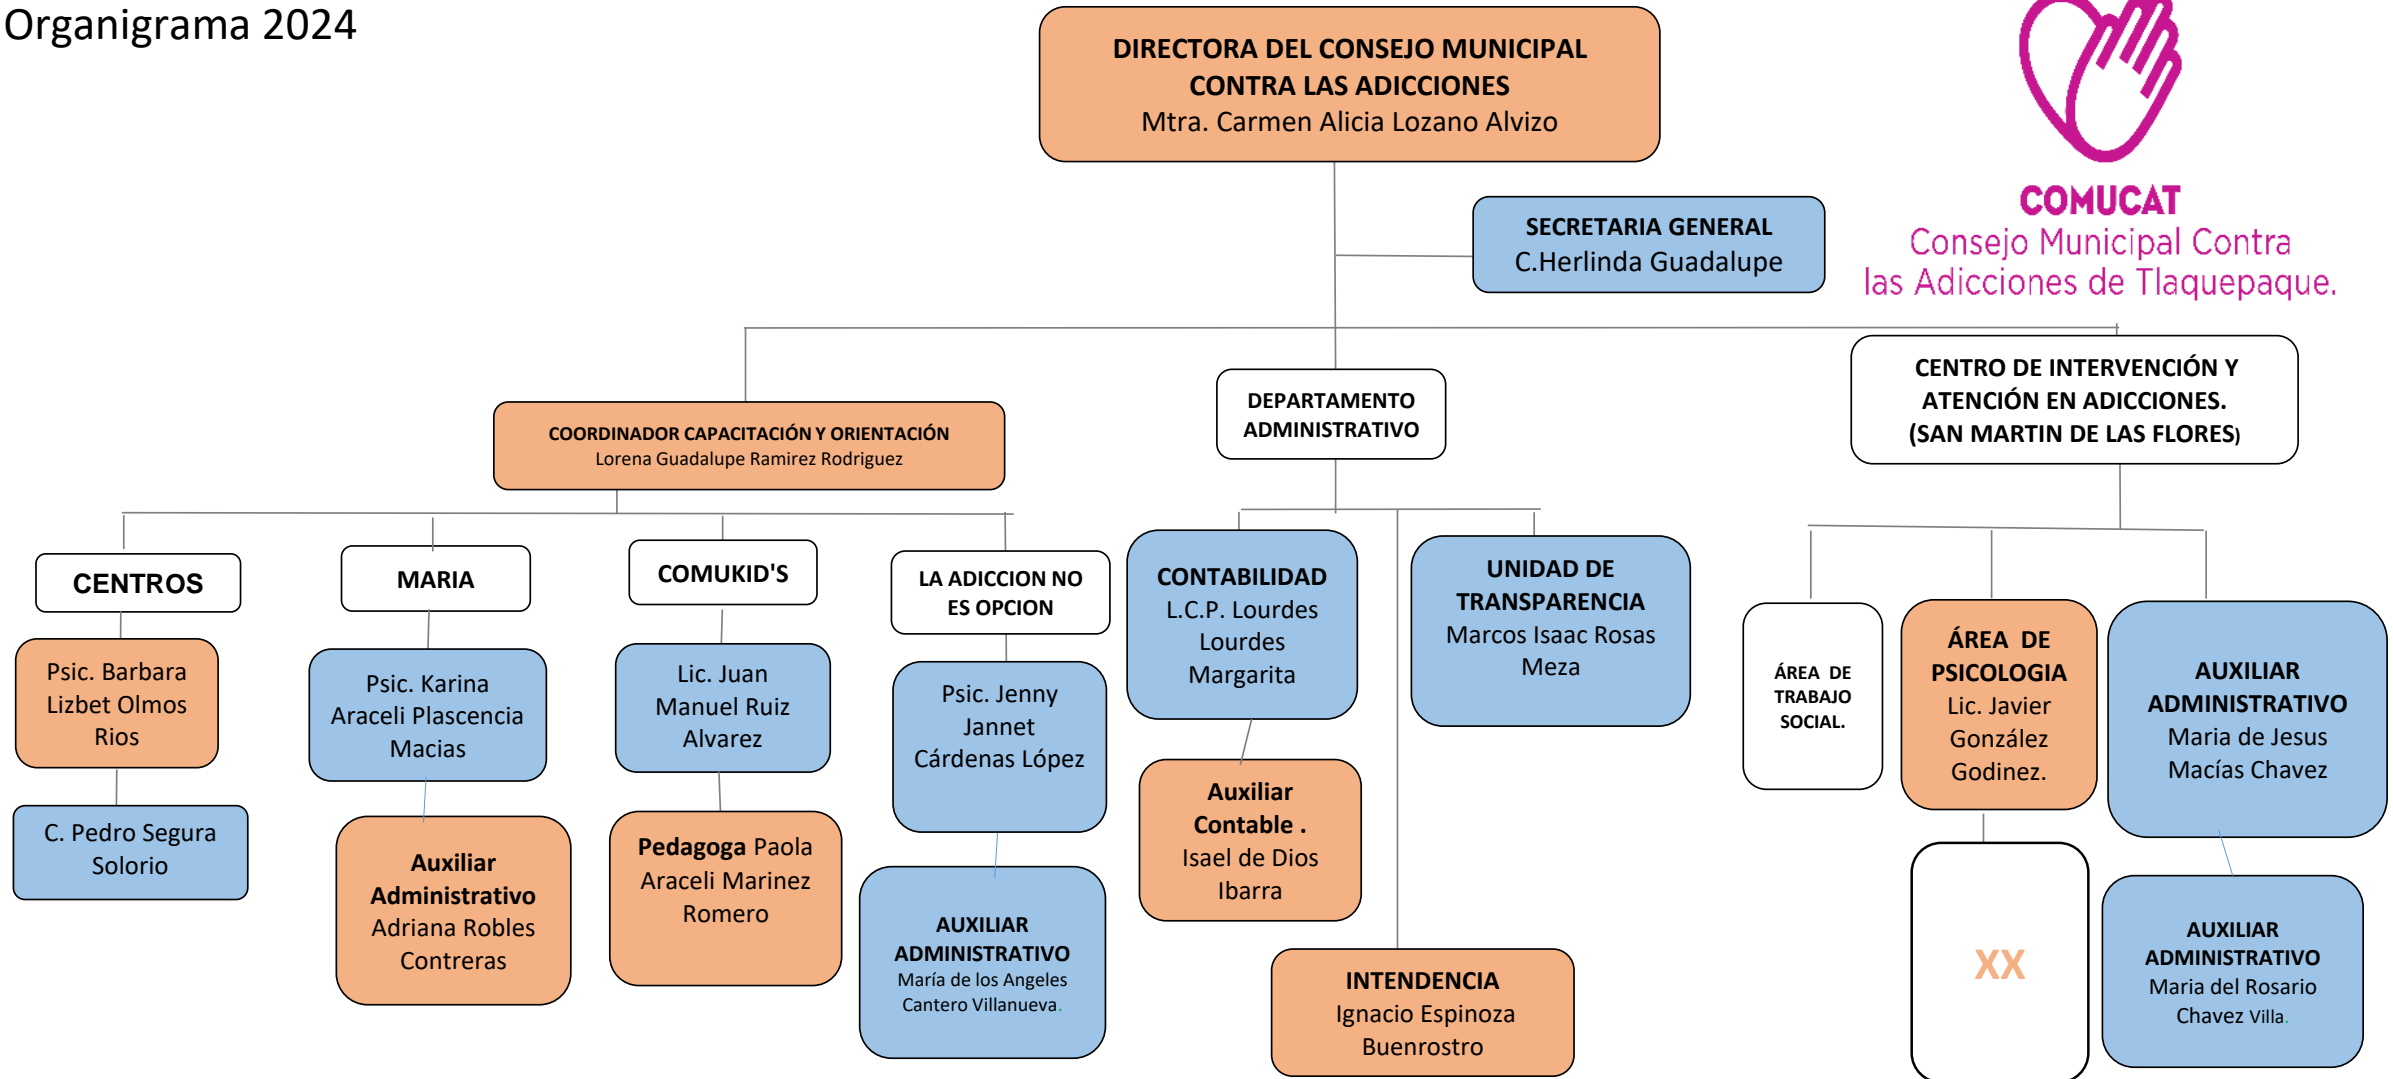 Organigrama 2024
DIRECTORA DEL CONSEJO MUNICIPAL
CONTRA LAS ADICCIONES
Mtra. Carmen Alicia Lozano Alvizo
COMUCAT
Consejo Municipal Contra
las Adicciones de Tlaquepaque.
SECRETARIA GENERAL
C.Herlinda Guadalupe
COORDINADOR CAPACITACIÓN Y ORIENTACIÓN
Lorena Guadalupe Ramirez Rodriguez
DEPARTAMENTO
ADMINISTRATIVO
CENTRO DE INTERVENCIÓN Y
ATENCIÓN EN ADICCIONES.
(SAN MARTIN DE LAS FLORES)
CENTROS
Psic. Barbara
Lizbet Olmos
Rios
C. Pedro Segura
Solorio
MARIA
Psic. Karina
Araceli Plascencia
Macias
Auxiliar
Administrativo
Adriana Robles
Contreras
COMUKID'S
Lic. Juan
Manuel Ruiz
Alvarez
Pedagoga Paola
Araceli Marinez
Romero
LA ADICCION NO
ES OPCION
Psic. Jenny
Jannet
Cárdenas López
AUXILIAR
ADMINISTRATIVO
María de los Angeles
Cantero Villanueva.
CONTABILIDAD
L.C.P. Lourdes
Lourdes
Margarita
Auxiliar
Contable .
Isael de Dios
Ibarra
INTENDENCIA
Ignacio Espinoza
Buenrostro
UNIDAD DE
TRANSPARENCIA
Marcos Isaac Rosas
Meza
ÁREA DE
TRABAJO
SOCIAL.
ÁREA DE
PSICOLOGIA
Lic. Javier
González
Godinez.
XX
AUXILIAR
ADMINISTRATIVO
Maria de Jesus
Macías Chavez
AUXILIAR
ADMINISTRATIVO
Maria del Rosario
Chavez Villa.